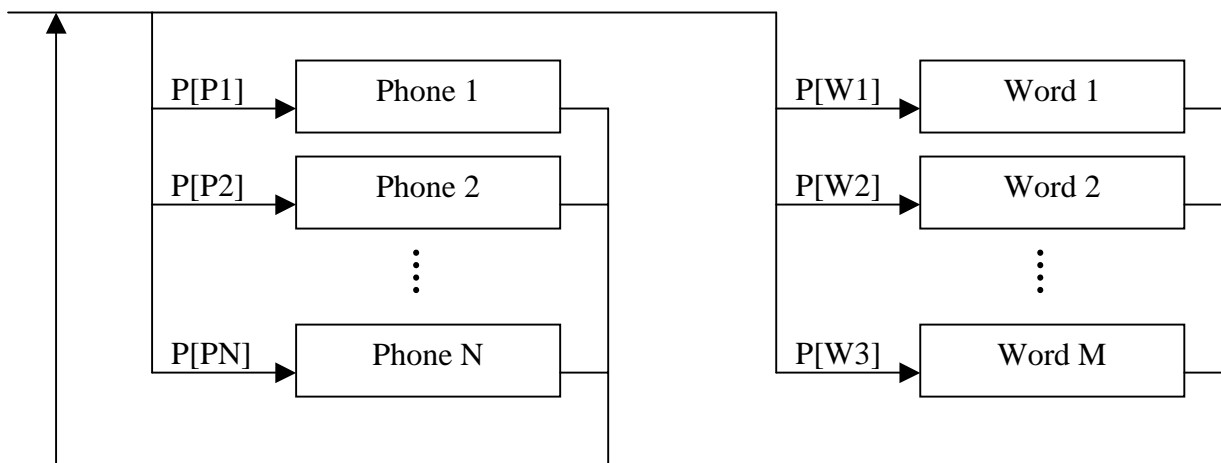 P[P1] Phone 1 P[W1] Word 1
P[P2] Phone 2 P[W2] Word 2
P[PN] Phone N P[W3] Word M